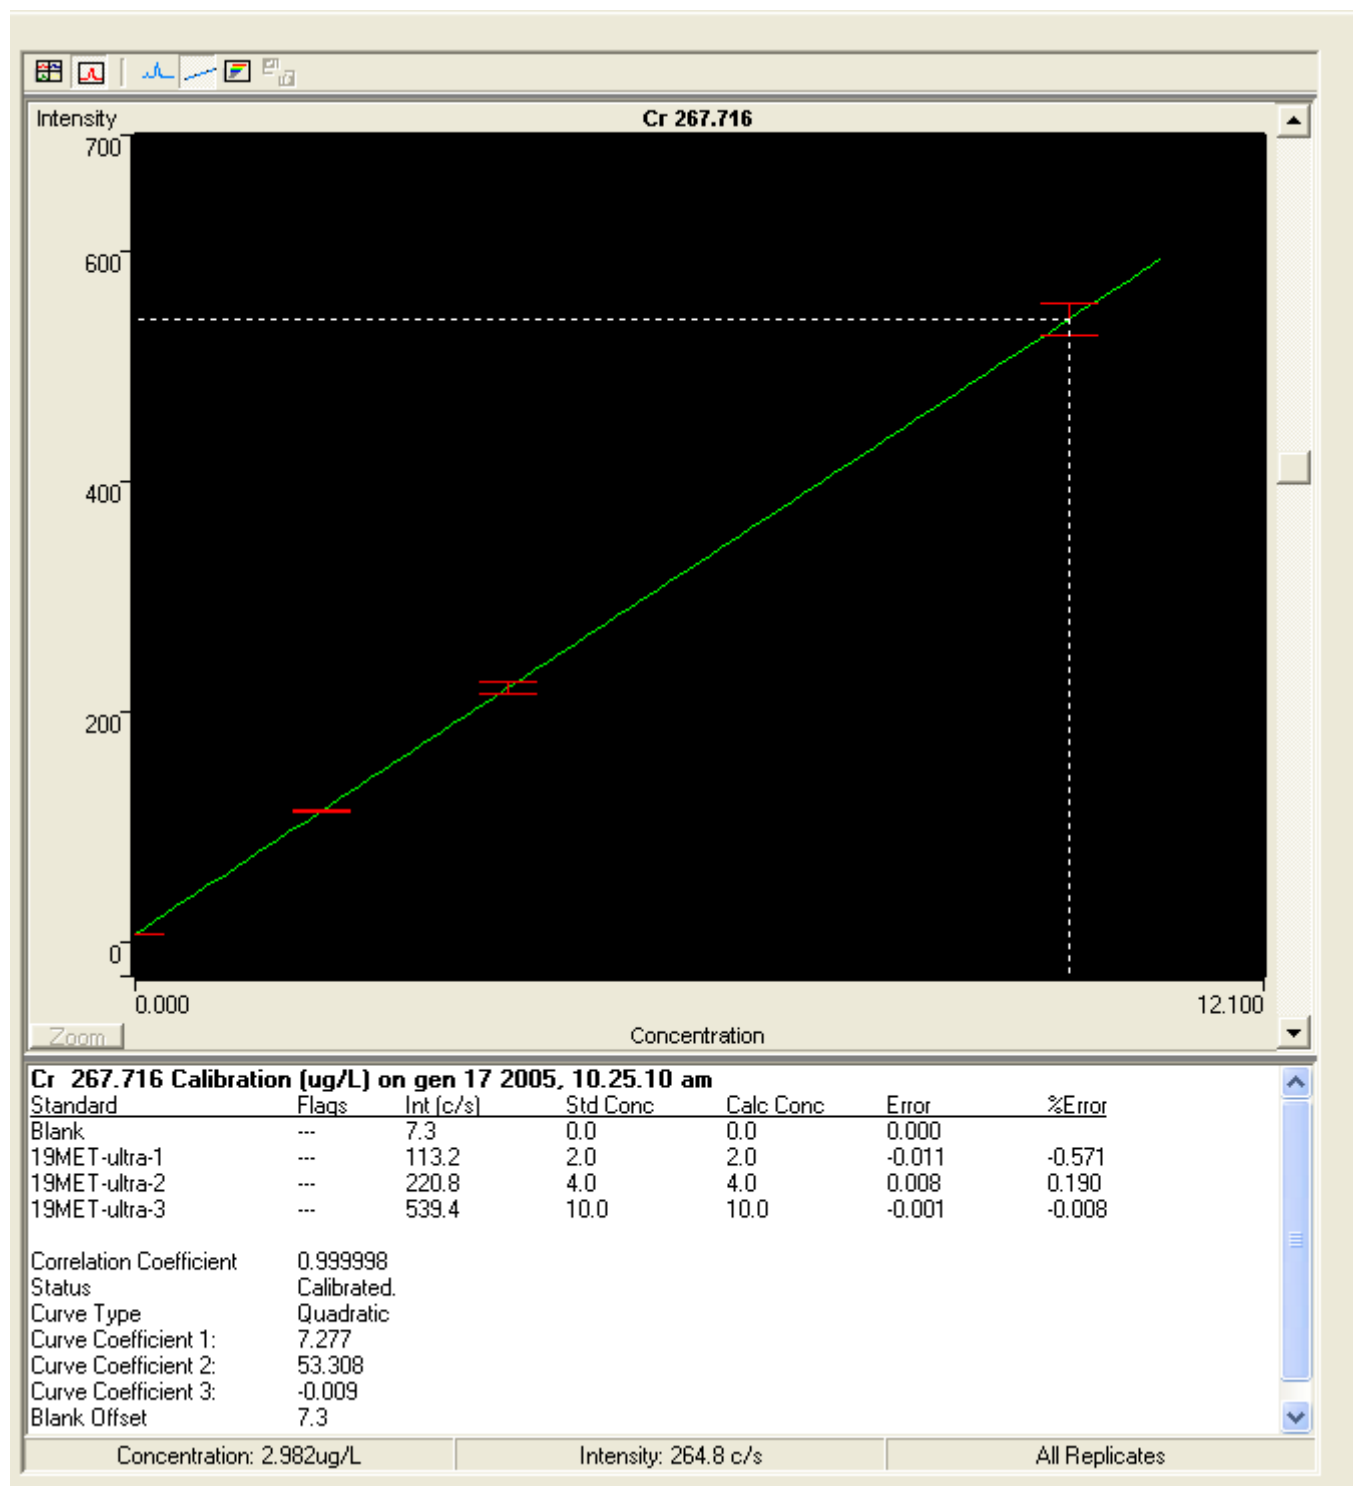 Intensity
Cr 267.716
700
600
400
200
0
0.000
12.100
Zoom
Concentration
Cr 267.716 Calibration (ug/L) on gen 17 2005, 10.25.10 am
Standard Flags Int (c/s) Std Conc Calc Conc Error %Error
Blank --- 7.3 0.0 0.0 0.000
19MET-ultra-1 --- 113.2 2.0 2.0 -0.011 -0.571
19MET-ultra-2 --- 220.8 4.0 4.0 0.008 0.190
19MET-ultra-3 --- 539.4 10.0 10.0 -0.001 -0.008
Correlation Coefficient 0.999998
Status Calibrated.
Curve Type Quadratic
Curve Coefficient 1: 7.277
Curve Coefficient 2: 53.308
Curve Coefficient 3: -0.009
Blank Offset 7.3
Concentration: 2.982ug/L Intensity: 264.8 c/s All Replicates